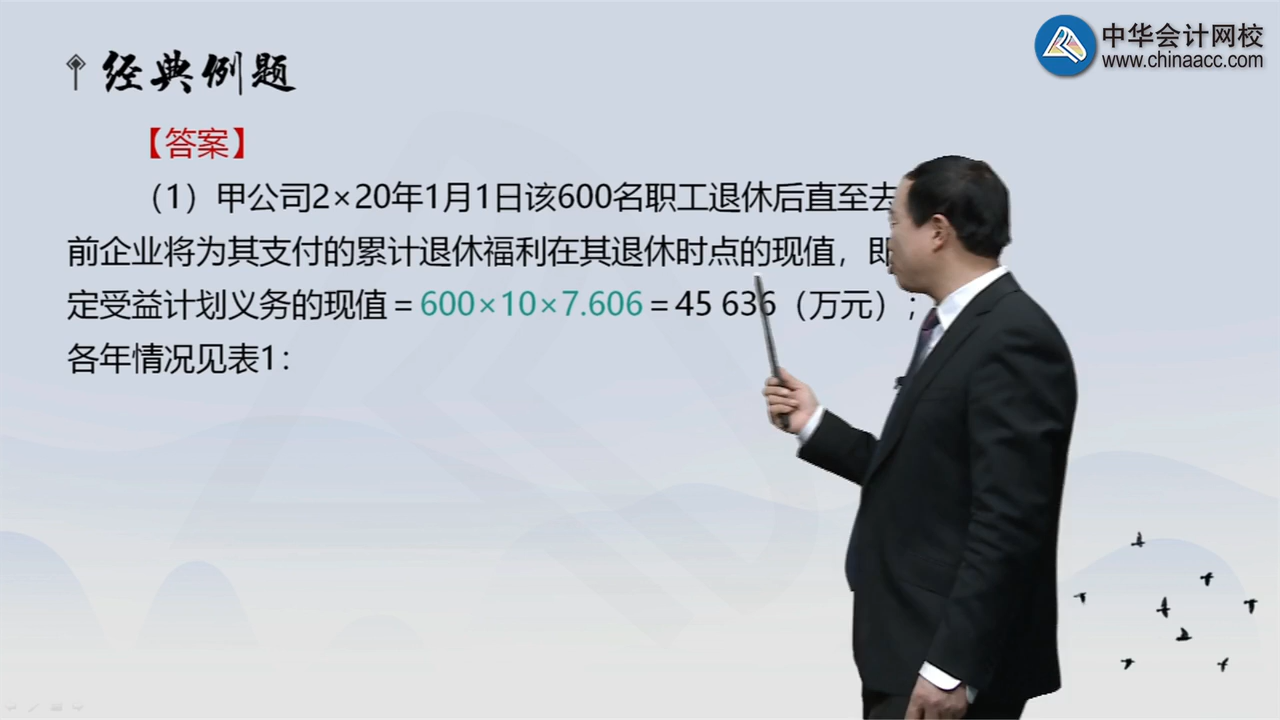 中华会计网校
www.chinaacc.com
经典例题
【答案】
（1）甲公司2×20年1月1日该600名职工退休后直至去
前企业将为其支付的累计退休福利在其退休时点的现值，即
定受益计划义务的现值＝600×10×7.606＝45 636（万元）；
各年情况见表1：